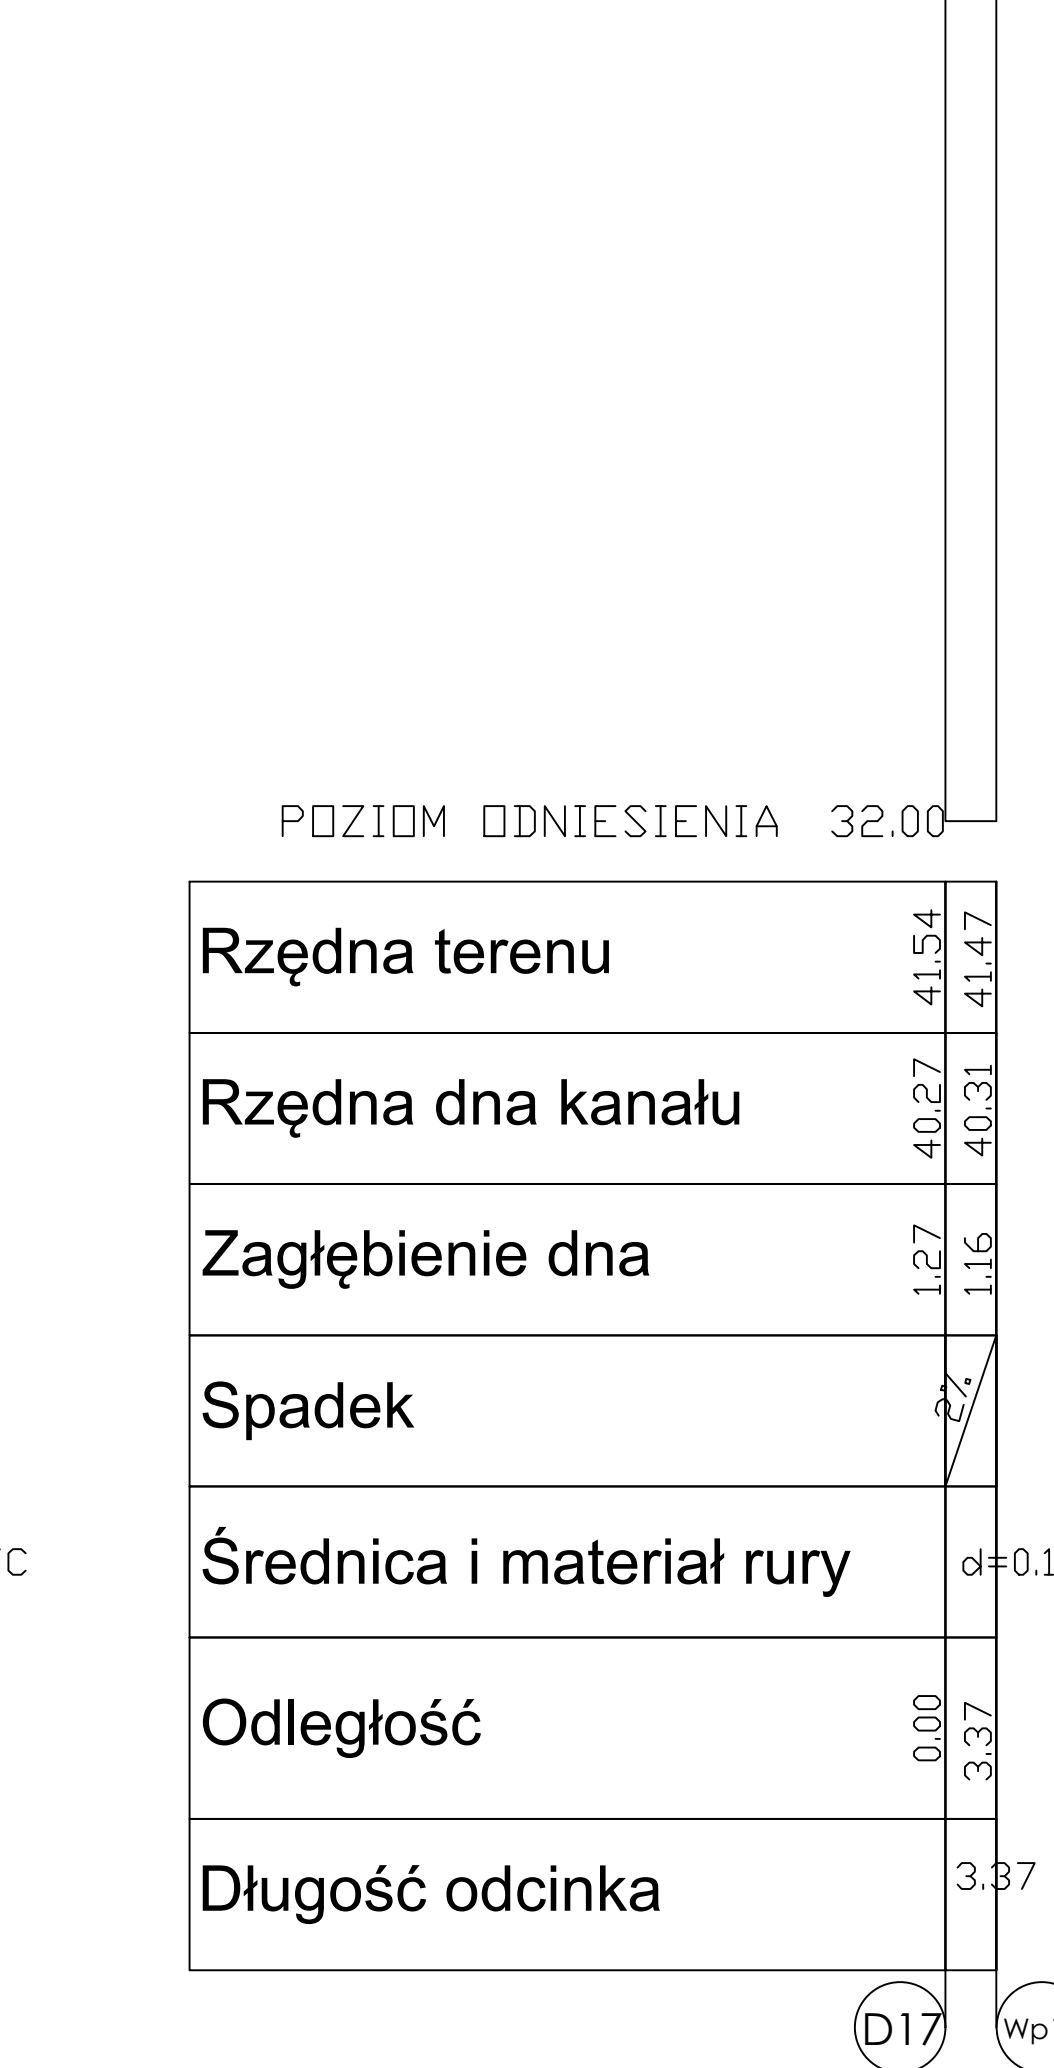 POZIOM ODNIESIENIA 32.00
Rzędna terenu 41.54 41.47
Rzędna dna kanału 40.27 40.31
Zagłębienie dna 1.27 1.16
Spadek 2%
Średnica i materiał rury d=0.1
Odległość 0.00 3.37
Długość odcinka 3.37
D17